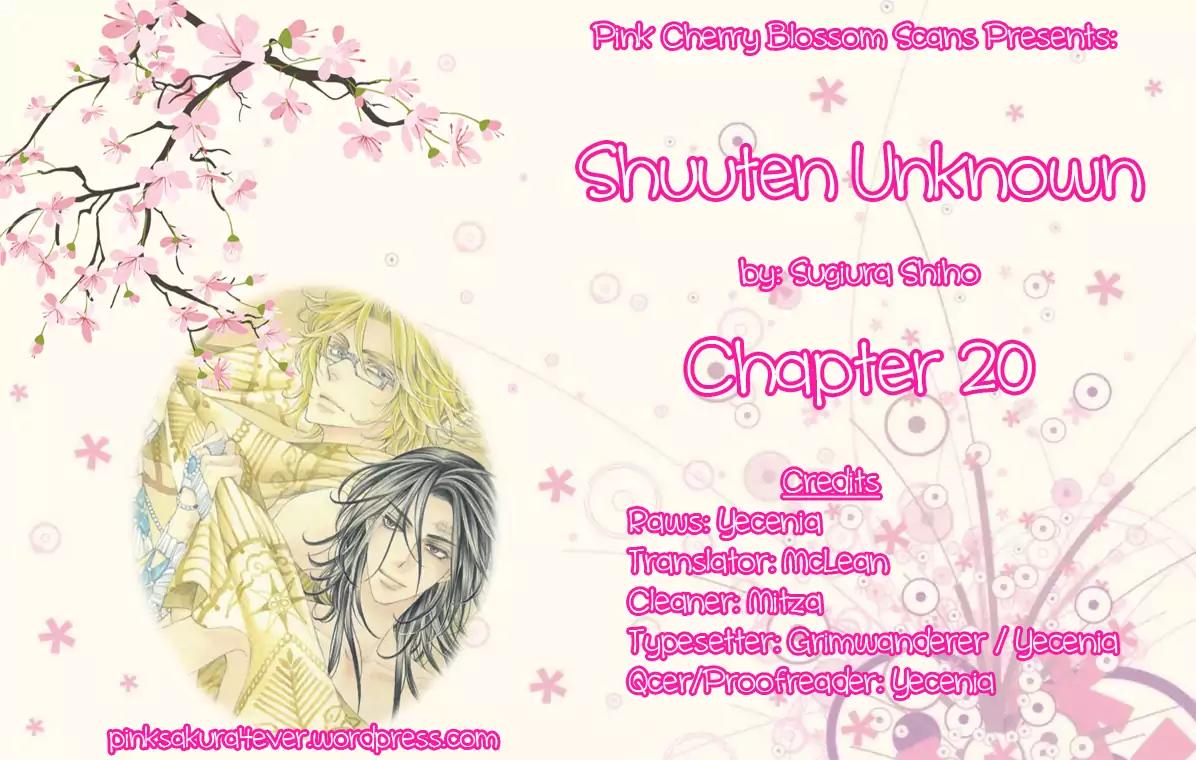 Pink Cherry Blossom Scans Presents:
Shuuten Unknown
by: Sugiura Shiho
Chapter 20
Credits
Raws: Yecenia
Translator: McLean
Cleaner: Mitza
Typesetter: Grimwanderer / Yecenia
Qcer/Proofreader: Yecenia
pinksakura4ever.wordpress.com